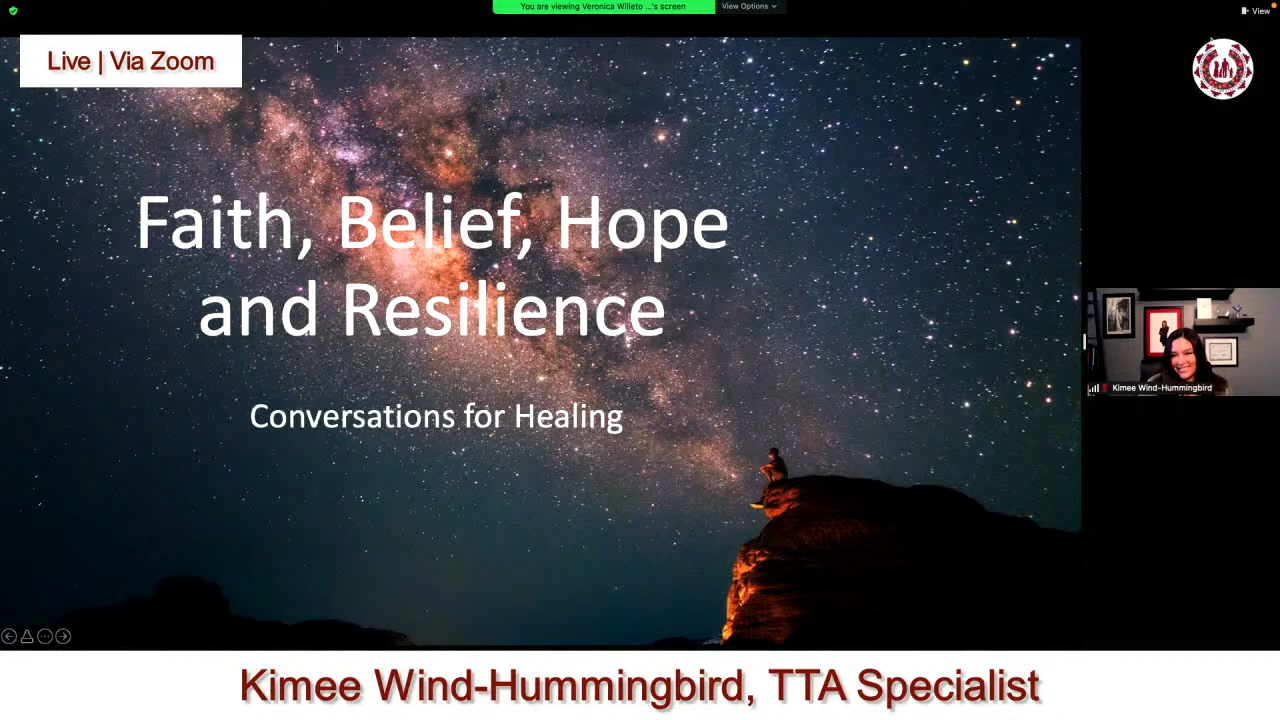 You are viewing Veronica Willeto ...'s screen
View Options
View
Live | Via Zoom
Faith, Belief, Hope
and Resilience
Conversations for Healing
Kimee Wind-Hummingbird
Kimee Wind-Hummingbird, TTA Specialist